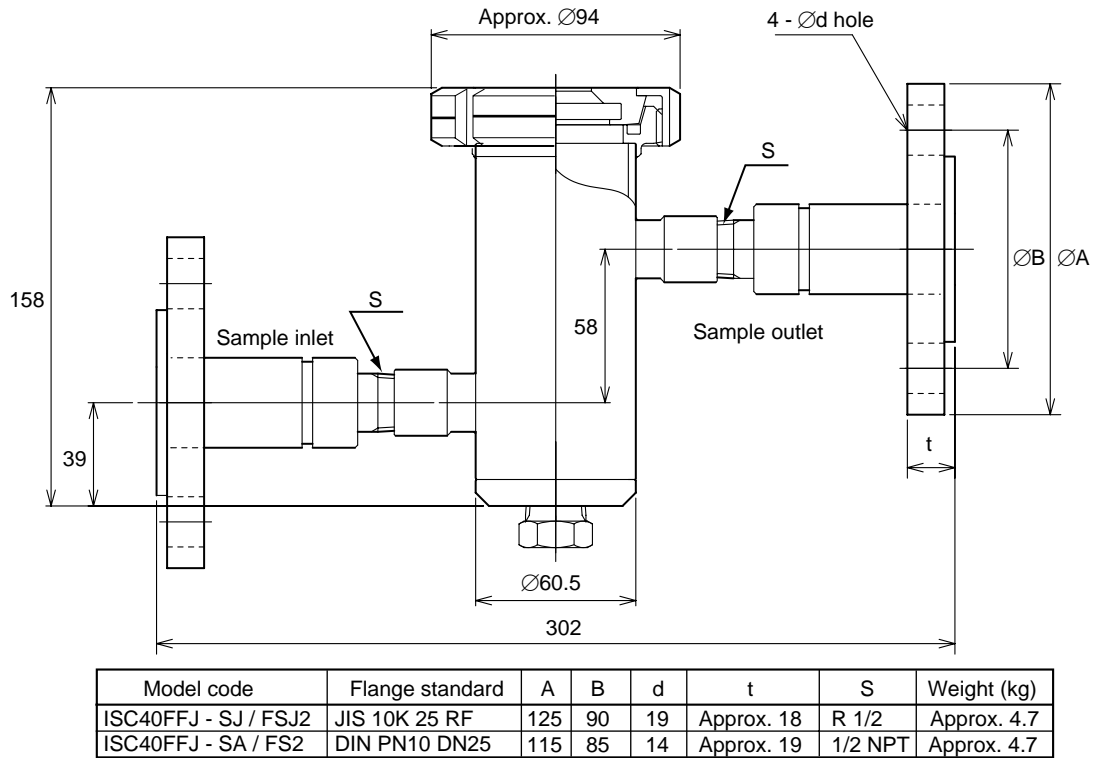 Approx. ∅94
4 - ∅d hole
S
∅B
∅A
158
S
Sample inlet
58
Sample outlet
39
t
∅60.5
302
Model code Flange standard A B d t S Weight (kg)
ISC40FFJ - SJ / FSJ2 JIS 10K 25 RF 125 90 19 Approx. 18 R 1/2 Approx. 4.7
ISC40FFJ - SA / FS2 DIN PN10 DN25 115 85 14 Approx. 19 1/2 NPT Approx. 4.7